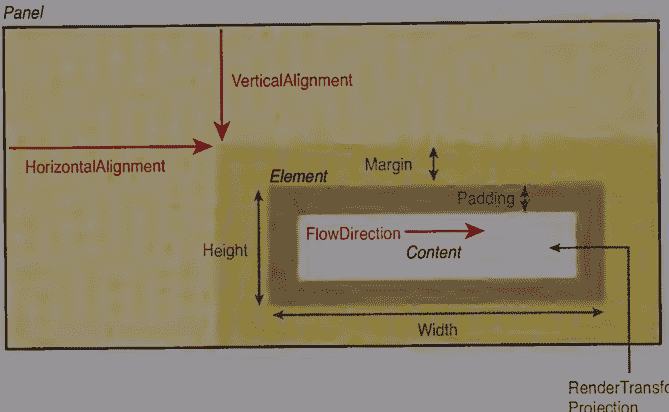 Panel
VerticalAlignment
HorizontalAlignment
Margin
Element
Padding
FlowDirection
Height
Content
Width
RenderTransfo
Projection